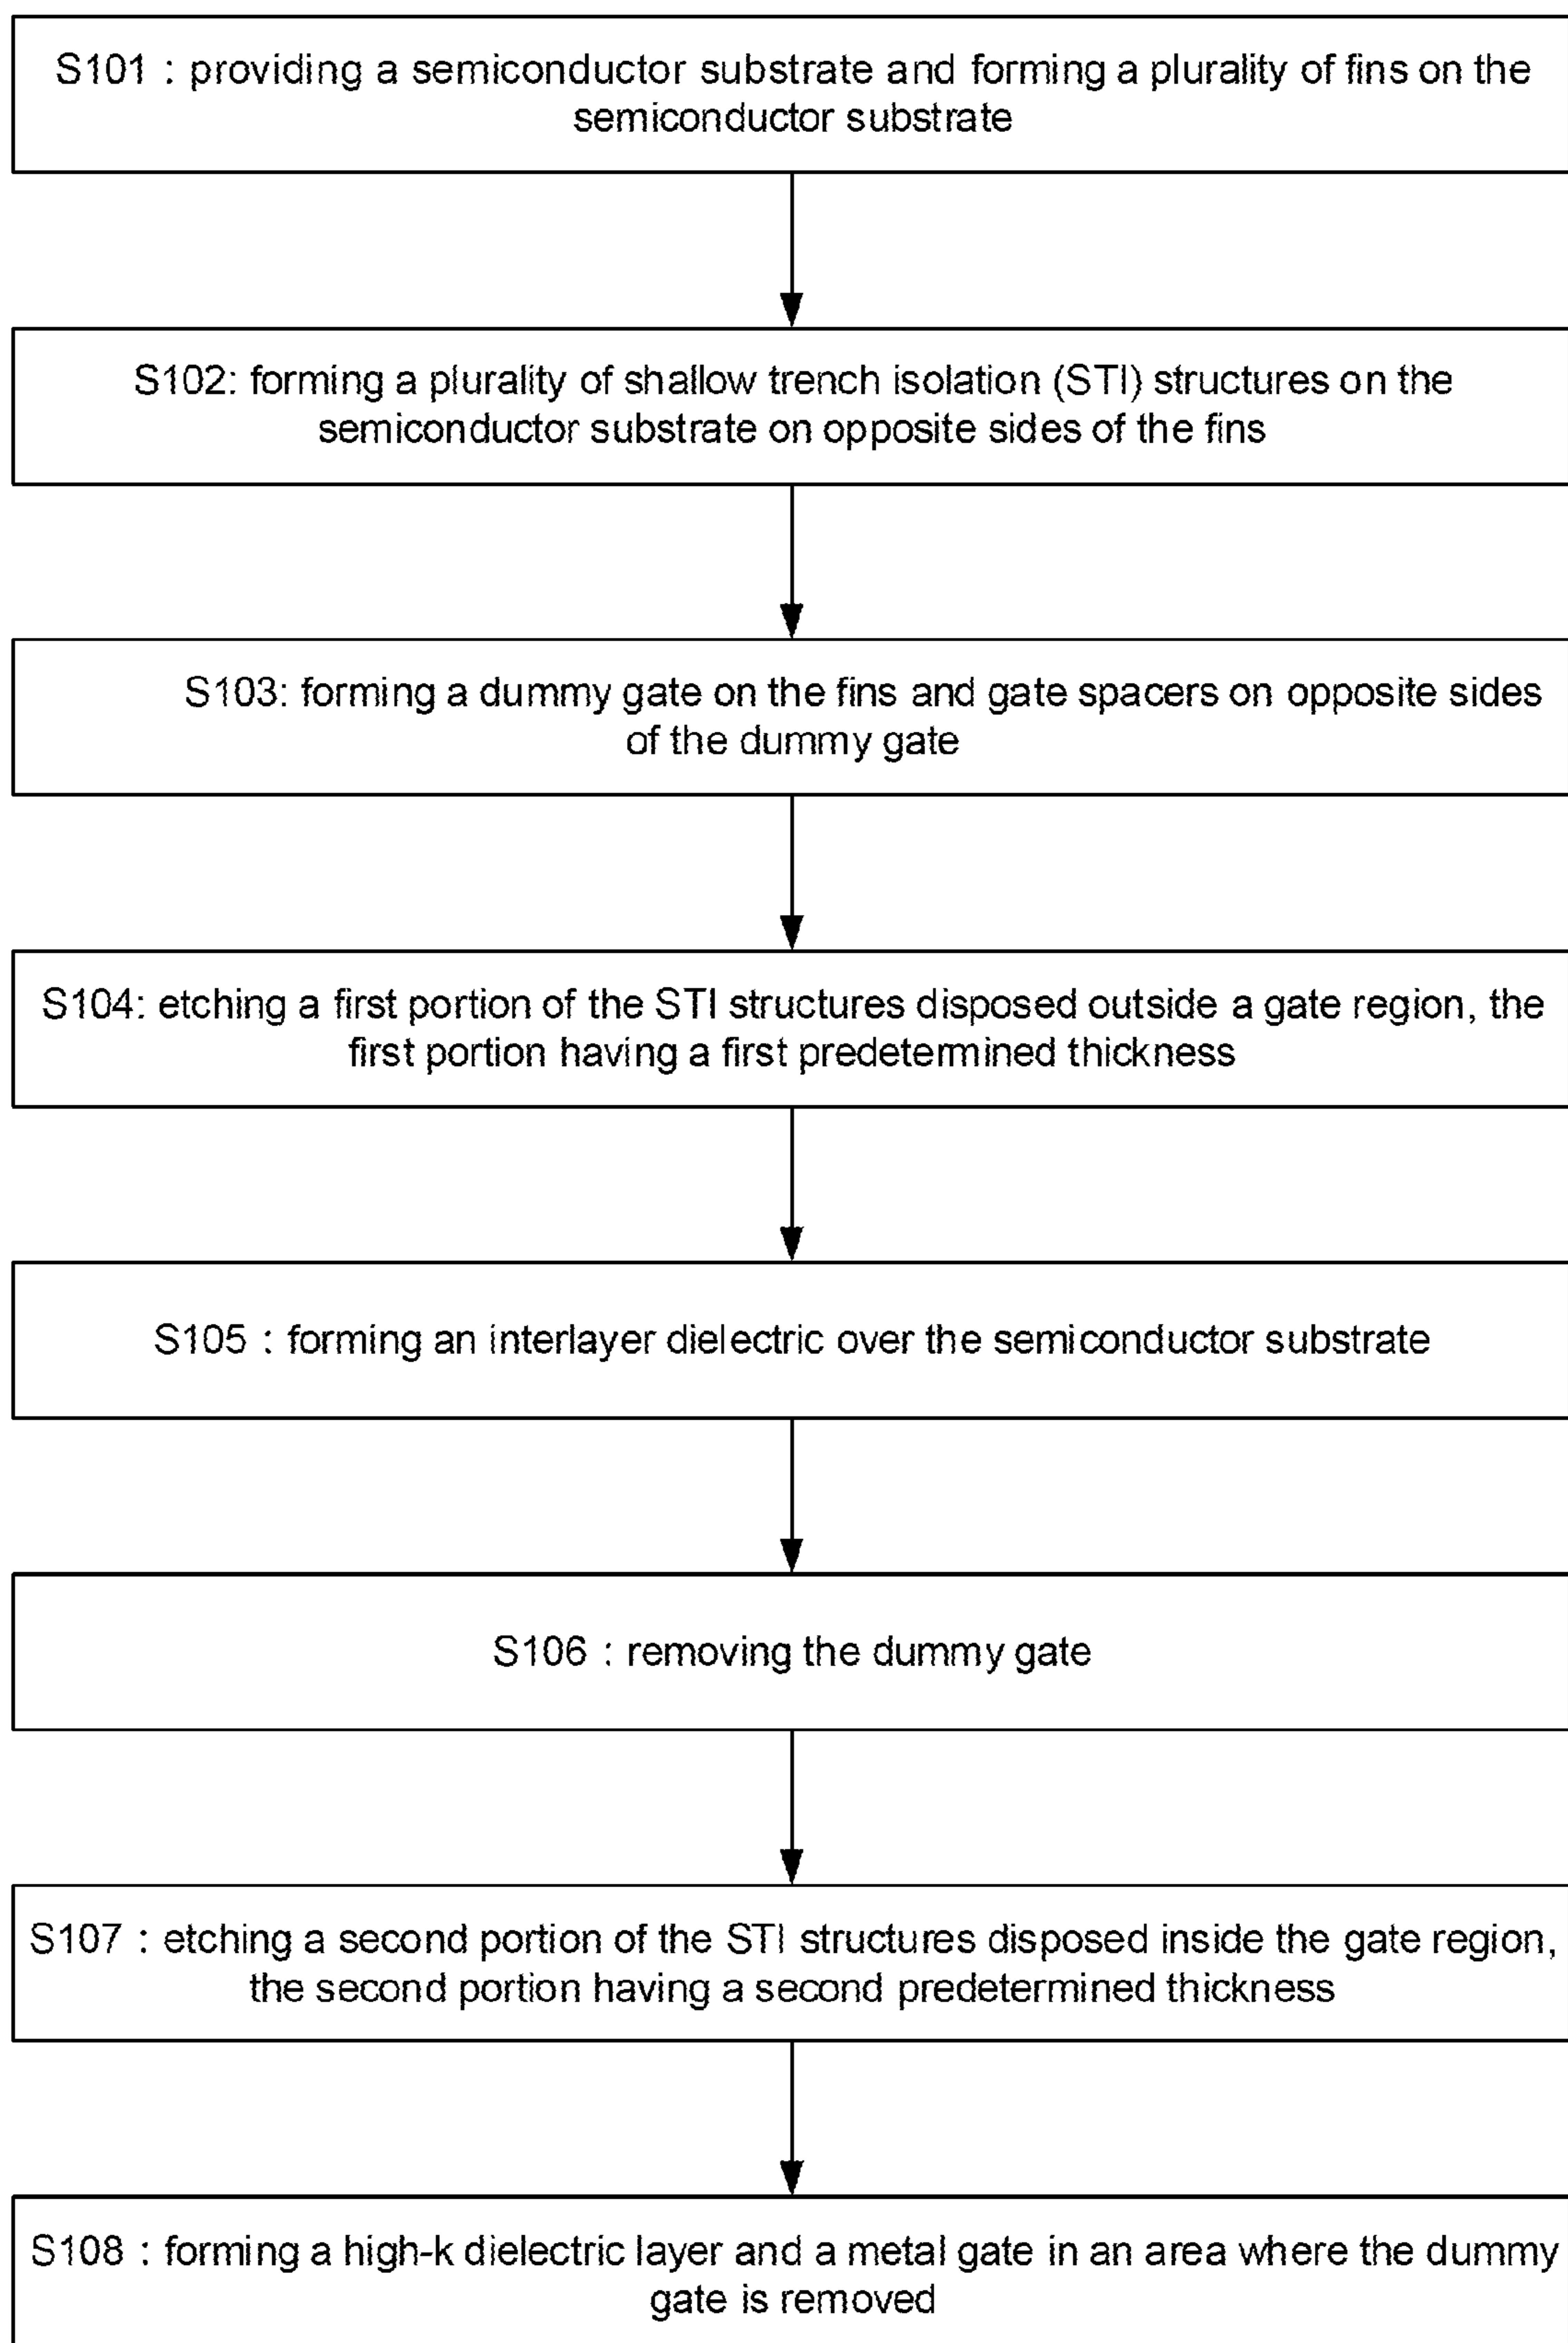 S101 : providing a semiconductor substrate and forming a plurality of fins on the
semiconductor substrate
S102: forming a plurality of shallow trench isolation (STI) structures on the
semiconductor substrate on opposite sides of the fins
S103: forming a dummy gate on the fins and gate spacers on opposite sides
of the dummy gate
S104: etching a first portion of the STI structures disposed outside a gate region, the
first portion having a first predetermined thickness
S105 : forming an interlayer dielectric over the semiconductor substrate
S106 : removing the dummy gate
S107 : etching a second portion of the STI structures disposed inside the gate region,
the second portion having a second predetermined thickness
S108 : forming a high-k dielectric layer and a metal gate in an area where the dummy
gate is removed